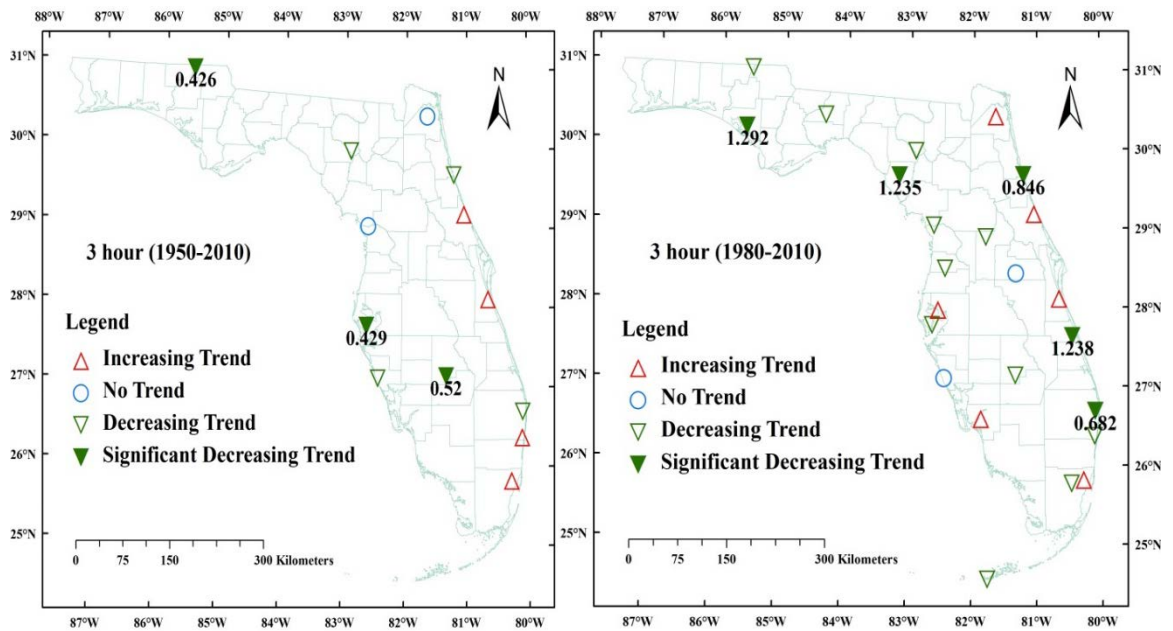 88°W 87°W 86°W 85°W 84°W 83°W 82°W 81°W 80°W
31°N
30°N
29°N
28°N
27°N
26°N
25°N
N
0.426
3 hour (1950-2010)
0.429
0.52
Legend
Increasing Trend
No Trend
Decreasing Trend
Significant Decreasing Trend
0 75 150 300 Kilometers
87°W 86°W 85°W 84°W 83°W 82°W 81°W 80°W
88°W 87°W 86°W 85°W 84°W 83°W 82°W 81°W 80°W
N
1.292
1.235
0.846
3 hour (1980-2010)
1.238
0.682
Legend
Increasing Trend
No Trend
Decreasing Trend
Significant Decreasing Trend
0 75 150 300 Kilometers
31°N
30°N
29°N
28°N
27°N
26°N
25°N
87°W 86°W 85°W 84°W 83°W 82°W 81°W 80°W